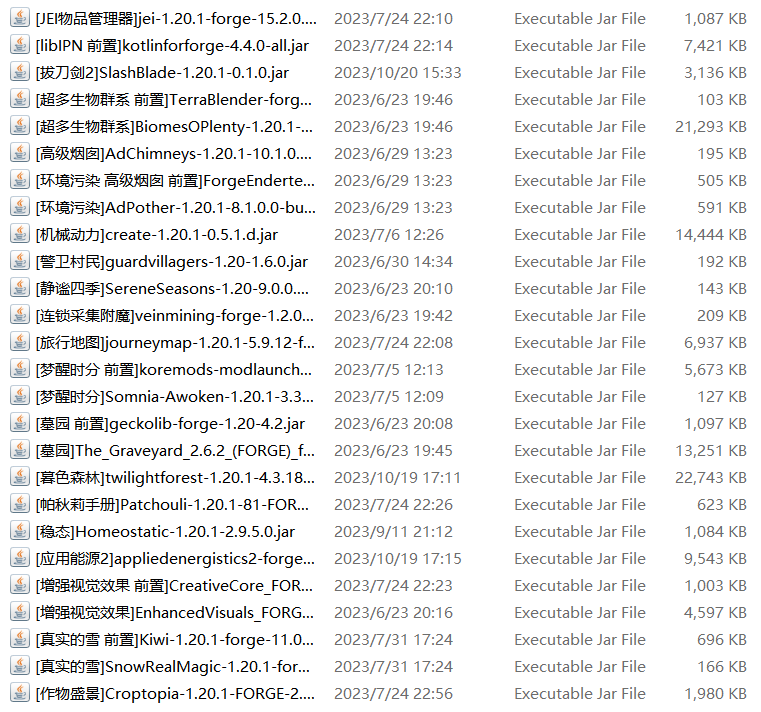 [JEI物品管理器]jei-1.20.1-forge-15.2.0.... 2023/7/24 22:10 Executable Jar File 1,087 KB
[libIPN 前置]kotlinforforge-4.4.0-all.jar 2023/7/24 22:14 Executable Jar File 7,421 KB
[拔刀剑2]SlashBlade-1.20.1-0.1.0.jar 2023/10/20 15:33 Executable Jar File 3,136 KB
[超多生物群系 前置]TerraBlender-forg... 2023/6/23 19:46 Executable Jar File 103 KB
[超多生物群系]BiomesOPlenty-1.20.1-... 2023/6/23 19:46 Executable Jar File 21,293 KB
[高级烟囱]AdChimneys-1.20.1-10.1.0.... 2023/6/29 13:23 Executable Jar File 195 KB
[环境污染 高级烟囱 前置]ForgeEnderte... 2023/6/29 13:23 Executable Jar File 505 KB
[环境污染]AdPother-1.20.1-8.1.0.0-bu... 2023/6/29 13:23 Executable Jar File 591 KB
[机械动力]create-1.20.1-0.5.1.d.jar 2023/7/6 12:26 Executable Jar File 14,444 KB
[警卫村民]guardvillagers-1.20-1.6.0.jar 2023/6/30 14:34 Executable Jar File 192 KB
[静谧四季]SereneSeasons-1.20-9.0.0.... 2023/6/23 20:10 Executable Jar File 143 KB
[连锁采集附魔]veinmining-forge-1.2.0... 2023/6/23 19:42 Executable Jar File 209 KB
[旅行地图]journeymap-1.20.1-5.9.12-f... 2023/7/24 22:08 Executable Jar File 6,937 KB
[梦醒时分 前置]koremods-modlaunch... 2023/7/5 12:13 Executable Jar File 5,673 KB
[梦醒时分]Somnia-Awoken-1.20.1-3.3... 2023/7/5 12:09 Executable Jar File 127 KB
[墓园 前置]geckolib-forge-1.20-4.2.jar 2023/6/23 20:08 Executable Jar File 1,097 KB
[墓园]The_Graveyard_2.6.2_(FORGE)_f... 2023/6/23 19:45 Executable Jar File 13,251 KB
[暮色森林]twilightforest-1.20.1-4.3.18... 2023/10/19 17:11 Executable Jar File 22,743 KB
[帕秋莉手册]Patchouli-1.20.1-81-FOR... 2023/7/24 22:26 Executable Jar File 623 KB
[稳态]Homeostatic-1.20.1-2.9.5.0.jar 2023/9/11 21:12 Executable Jar File 1,084 KB
[应用能源2]appliedenergistics2-forge... 2023/10/19 17:15 Executable Jar File 9,543 KB
[增强视觉效果 前置]CreativeCore_FOR... 2023/7/24 22:23 Executable Jar File 1,003 KB
[增强视觉效果]EnhancedVisuals_FORG... 2023/6/23 20:16 Executable Jar File 4,597 KB
[真实的雪 前置]Kiwi-1.20.1-forge-11.0... 2023/7/31 17:24 Executable Jar File 696 KB
[真实的雪]SnowRealMagic-1.20.1-for... 2023/7/31 17:24 Executable Jar File 166 KB
[作物盛景]Croptopia-1.20.1-FORGE-2.... 2023/7/24 22:56 Executable Jar File 1,980 KB